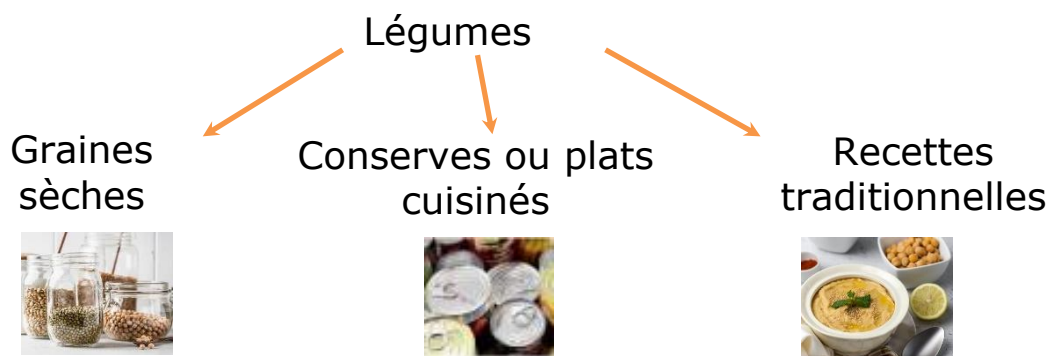 Légumes
Graines
sèches
Conserves ou plats
cuisinés
Recettes
traditionnelles